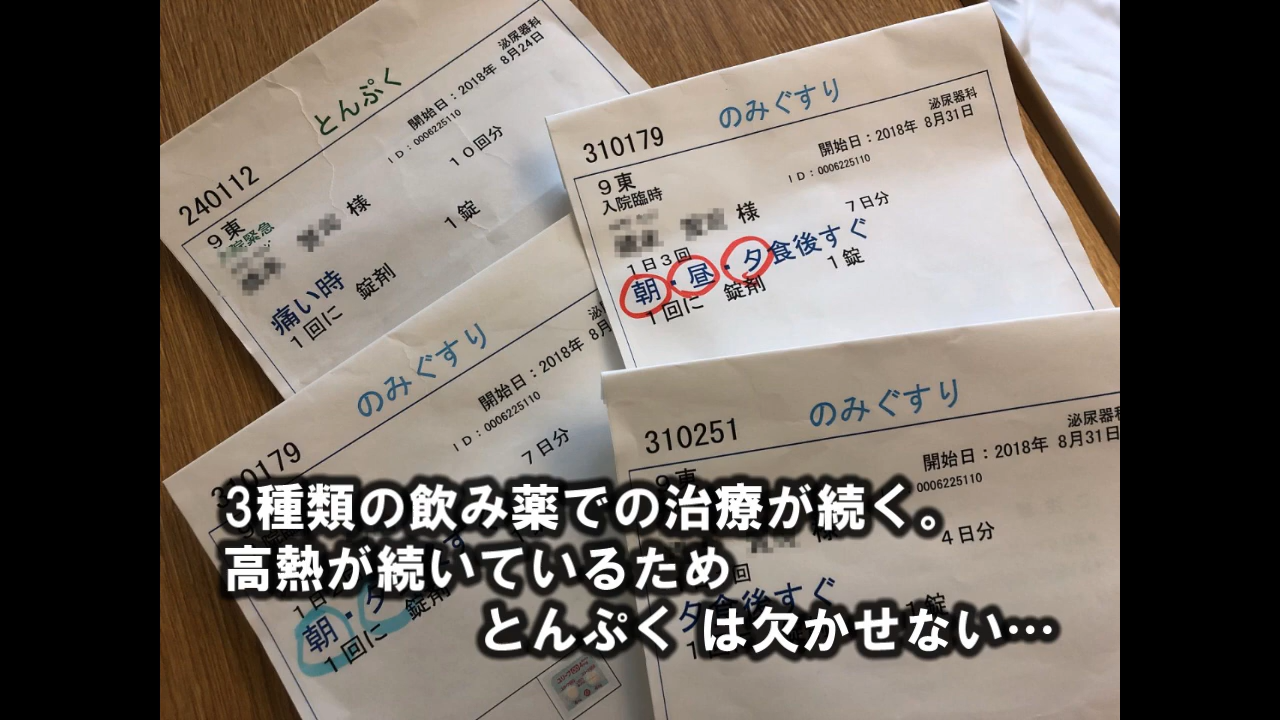 とんぷく
泌尿器科
240112
開始日：2018年 8月24日
ID：0006225110
9東
院緊急
10回分
様
痛い時
1回に 錠剤 1錠
のみぐすり
泌尿器科
310179
開始日：2018年 8月31日
ID：0006225110
9東
入院臨時
様
7日分
1日3回
朝・昼・夕食後すぐ
1回に 錠剤 1錠
のみぐすり
泌
310179
開始日：2018年 8月
ID：0006225110
7日分
1日
朝・夕
1回に 錠剤
のみぐすり
泌尿器科
310251
開始日：2018年 8月31日
0006225110
9東
様
4日分
回
夕食後すぐ
1錠
3種類の飲み薬での治療が続く。
高熱が続いているため
とんぷく は欠かせない…